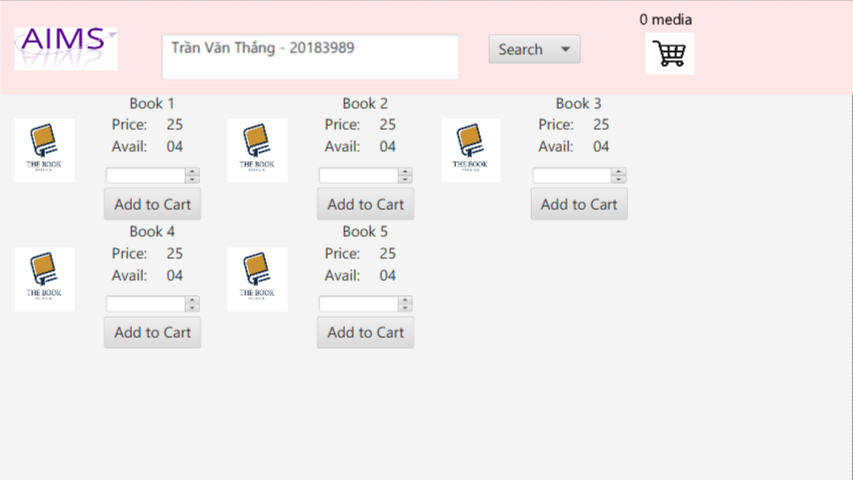 0 media
AIMS
Trần Văn Thắng - 20183989
Search
Book 1
Price: 25
Avail: 04
THE BOOK
Add to Cart
Book 2
Price: 25
Avail: 04
THE BOOK
Add to Cart
Book 3
Price: 25
Avail: 04
THE BOOK
Add to Cart
Book 4
Price: 25
Avail: 04
THE BOOK
Add to Cart
Book 5
Price: 25
Avail: 04
THE BOOK
Add to Cart